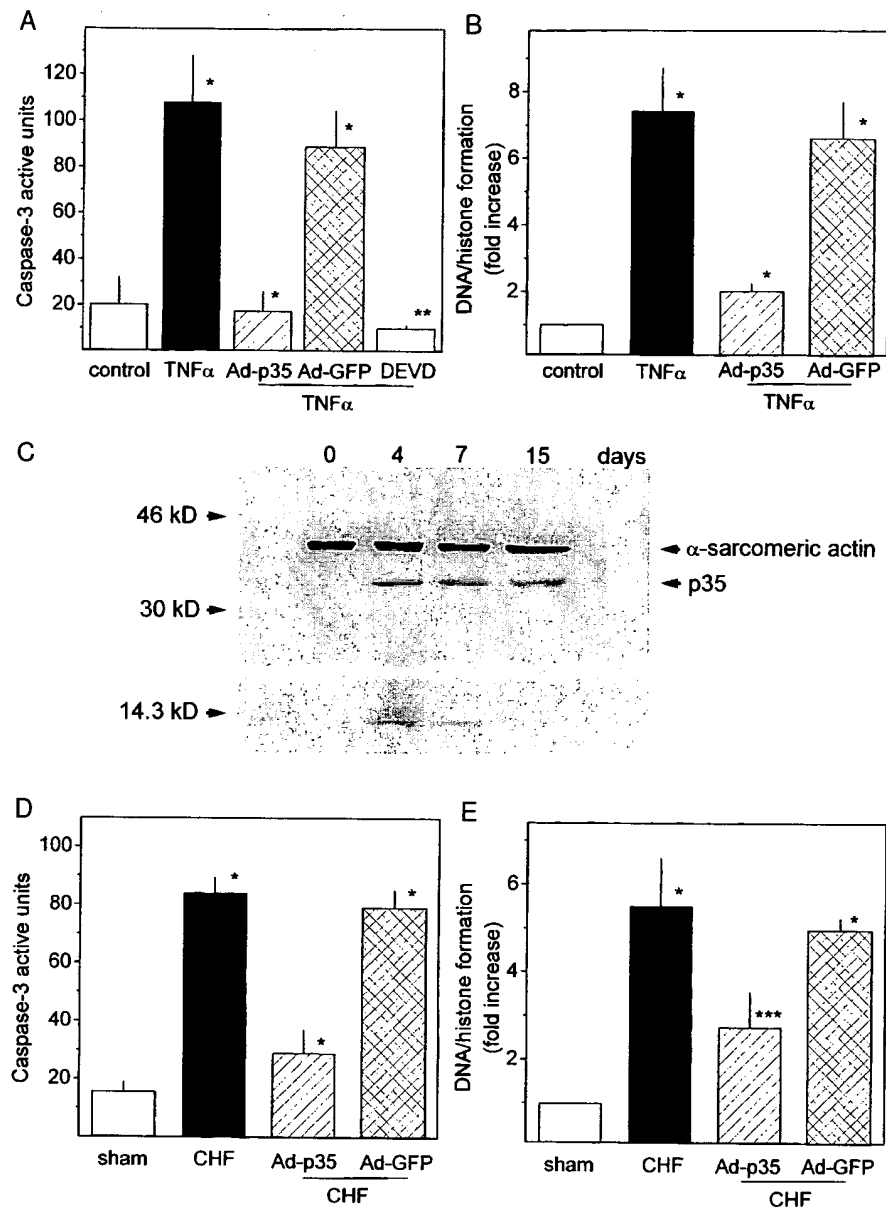 A
Caspase-3 active units
120
100
80
60
40
20
*
*
*
**
control TNFα Ad-p35 Ad-GFP DEVD
TNFα
B
DNA/histone formation
(fold increase)
8
6
4
2
*
*
*
control TNFα Ad-p35 Ad-GFP
TNFα
C
0 4 7 15 days
46 kD
α-sarcomeric actin
p35
30 kD
14.3 kD
D
Caspase-3 active units
100
80
60
40
20
*
*
*
sham CHF Ad-p35 Ad-GFP
CHF
E
DNA/histone formation
(fold increase)
6
4
2
*
***
*
sham CHF Ad-p35 Ad-GFP
CHF